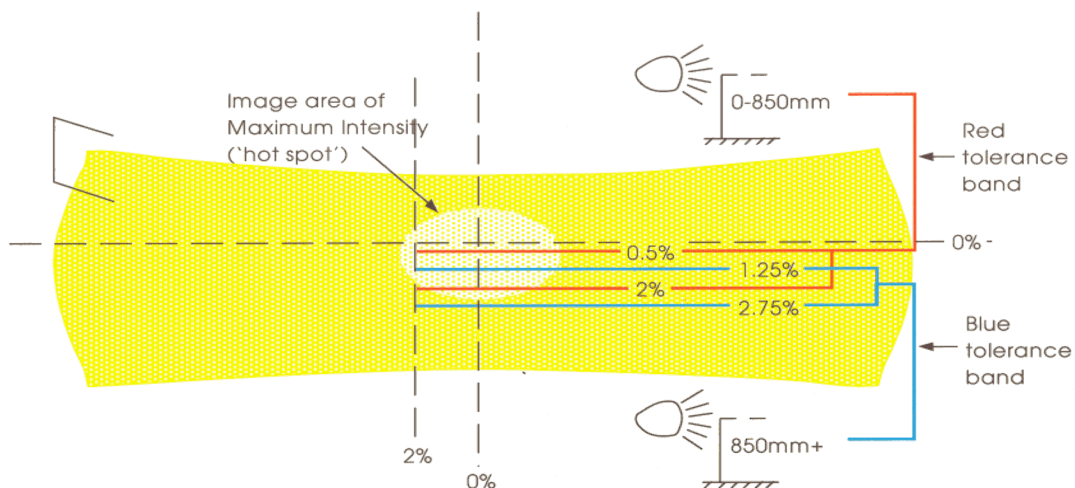 Image area of
Maximum Intensity
('hot spot')
0-850mm
Red
tolerance
band
0% -
0.5%
1.25%
2%
2.75%
Blue
tolerance
band
850mm+
2%
0%